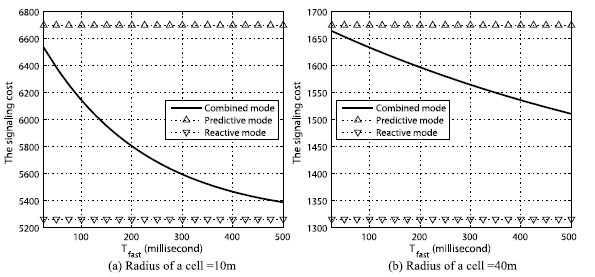 6800
6600
6400
6200
6000
5800
5600
5400
5200
The signaling cost
Combined mode
Predictive mode
Reactive mode
100 200 300 400 500
T fast (millisecond)
(a) Radius of a cell =10m
1700
1650
1600
1550
1500
1450
1400
1350
1300
The signaling cost
Combined mode
Predictive mode
Reactive mode
100 200 300 400 500
T fast (millisecond)
(b) Radius of a cell =40m